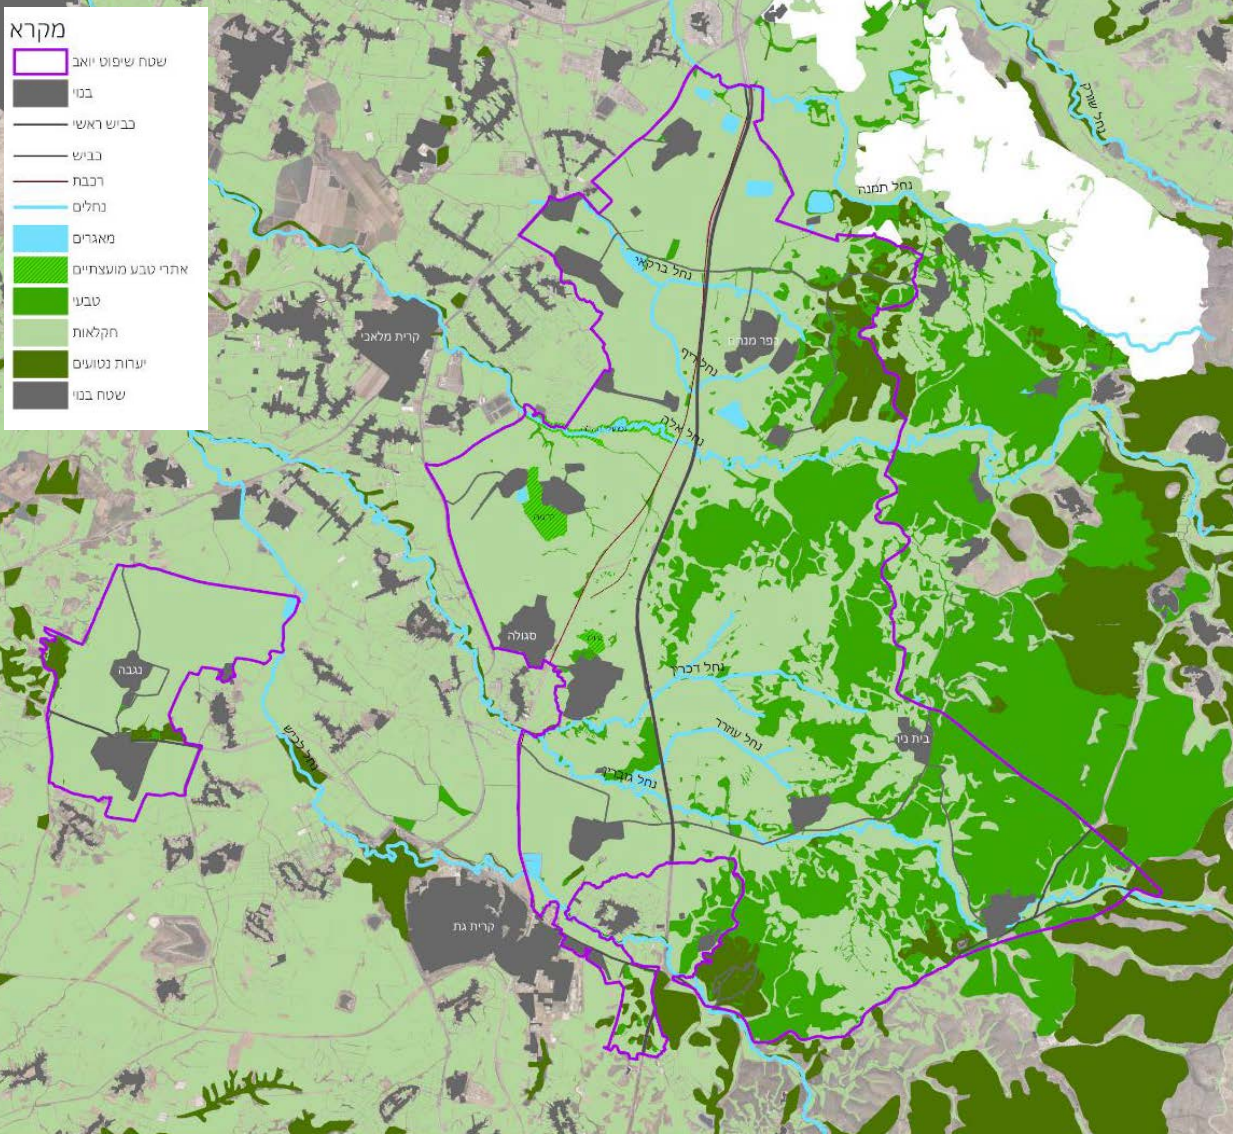 מקרא
שטח שיפוט יואב
בנוי
כביש ראשי
כביש
רכבת
נחלים
מאגרים
אתרי טבע מועצתיים
טבעי
חקלאות
יערות נטועים
שטח בנוי
נחל שורק
נחל תמנה
נחל ברקאי
קרית מלאכי
כפר מנחם
נחל אלה
סגולה
נגבה
נחל דכרין
נחל עוזרר
בית ניר
נחל לכיש
נחל גוברין
קרית גת